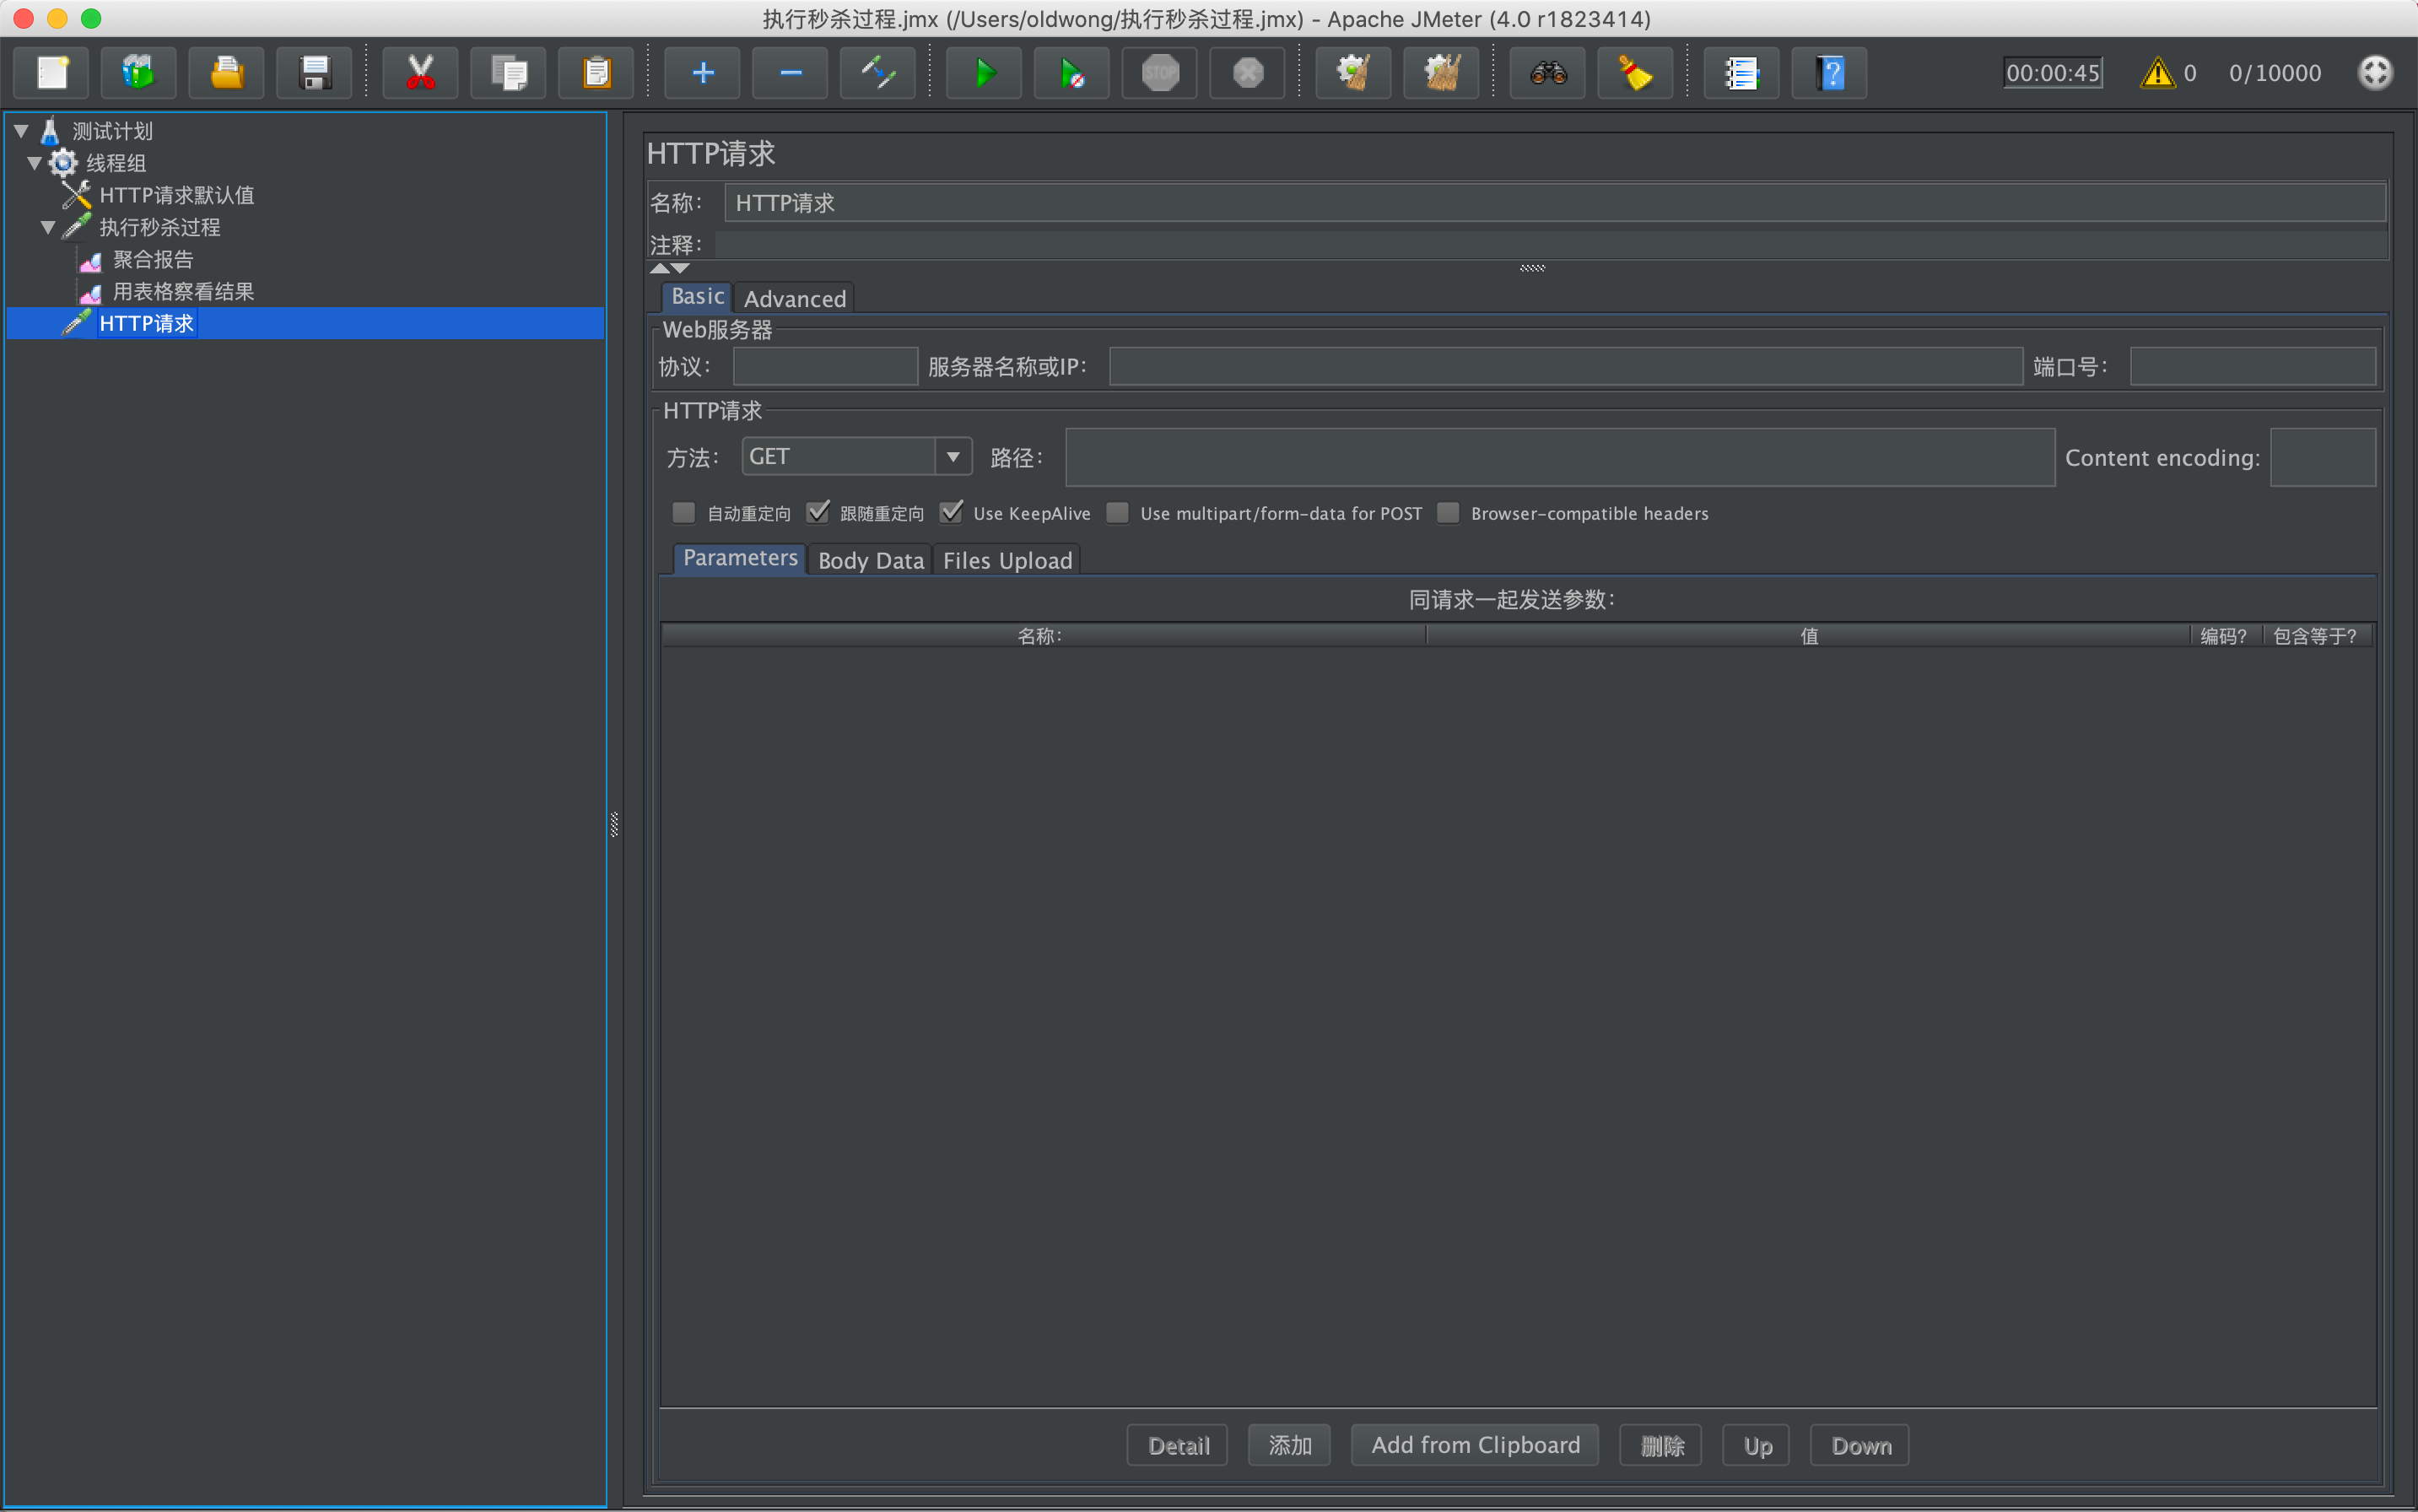 执行秒杀过程.jmx (/Users/oldwong/执行秒杀过程.jmx) - Apache JMeter (4.0 r1823414)
STOP
00:00:45 0 0/10000
测试计划
线程组
HTTP请求默认值
执行秒杀过程
聚合报告
用表格察看结果
HTTP请求
HTTP请求
名称: HTTP请求
注释:
Basic Advanced
Web服务器
协议: 服务器名称或IP: 端口号:
HTTP请求
方法: GET 路径: Content encoding:
自动重定向 跟随重定向 Use KeepAlive Use multipart/form-data for POST Browser-compatible headers
Parameters Body Data Files Upload
同请求一起发送参数:
名称: 值 编码? 包含等于?
Detail 添加 Add from Clipboard 删除 Up Down